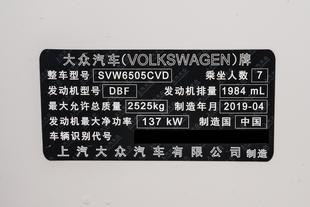 大众汽车(VOLKSWAGEN)牌
整车型号 SVW6505CVD 乘坐人数 7
发动机型号 DBF 发动机排量 1984 mL
最大允许总质量 2525kg 制造年月 2019-04
发动机最大净功率 137 kW 制造国 中国
车辆识别代号
上汽大众汽车有限公司 制造